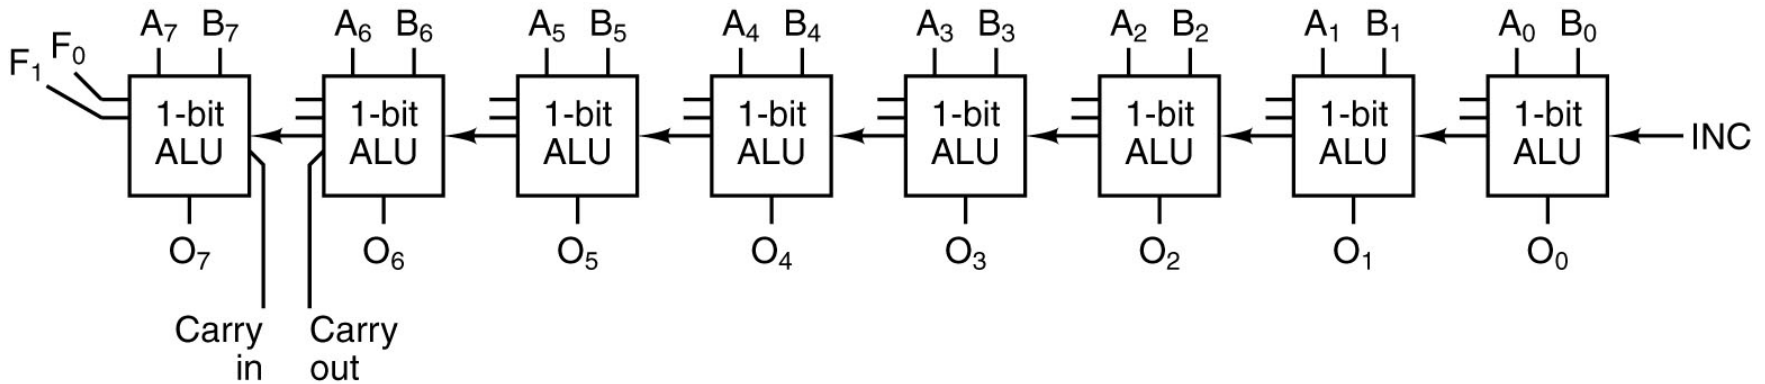 A₇ B₇ A₆ B₆ A₅ B₅ A₄ B₄ A₃ B₃ A₂ B₂ A₁ B₁ A₀ B₀
F₁ F₀
1-bit ALU 1-bit ALU 1-bit ALU 1-bit ALU 1-bit ALU 1-bit ALU 1-bit ALU 1-bit ALU INC
O₇ O₆ O₅ O₄ O₃ O₂ O₁ O₀
Carry in
Carry out